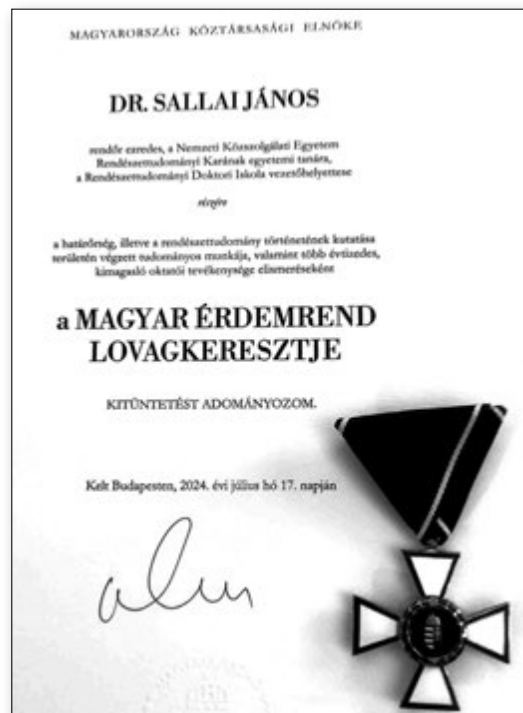 MAGYARORSZÁG KÖZTÁRSASÁGI ELNÖKE
DR. SALLAI JÁNOS
rendőr ezredes, a Nemzeti Közszolgálati Egyetem
Rendészettudományi Karának egyetemi tanára,
a Rendészettudományi Doktori Iskola vezetőhelyettese
részére
a határőrség, illetve a rendészettudomány történetének kutatása
területén végzett tudományos munkája, valamint több évtizedes,
kimagasló oktatói tevékenysége elismeréseként
a MAGYAR ÉRDEMREND
LOVAGKERESZTJE
KITÜNTETÉST ADOMÁNYOZOM.
Kelt Budapesten, 2024. évi július hó 17. napján